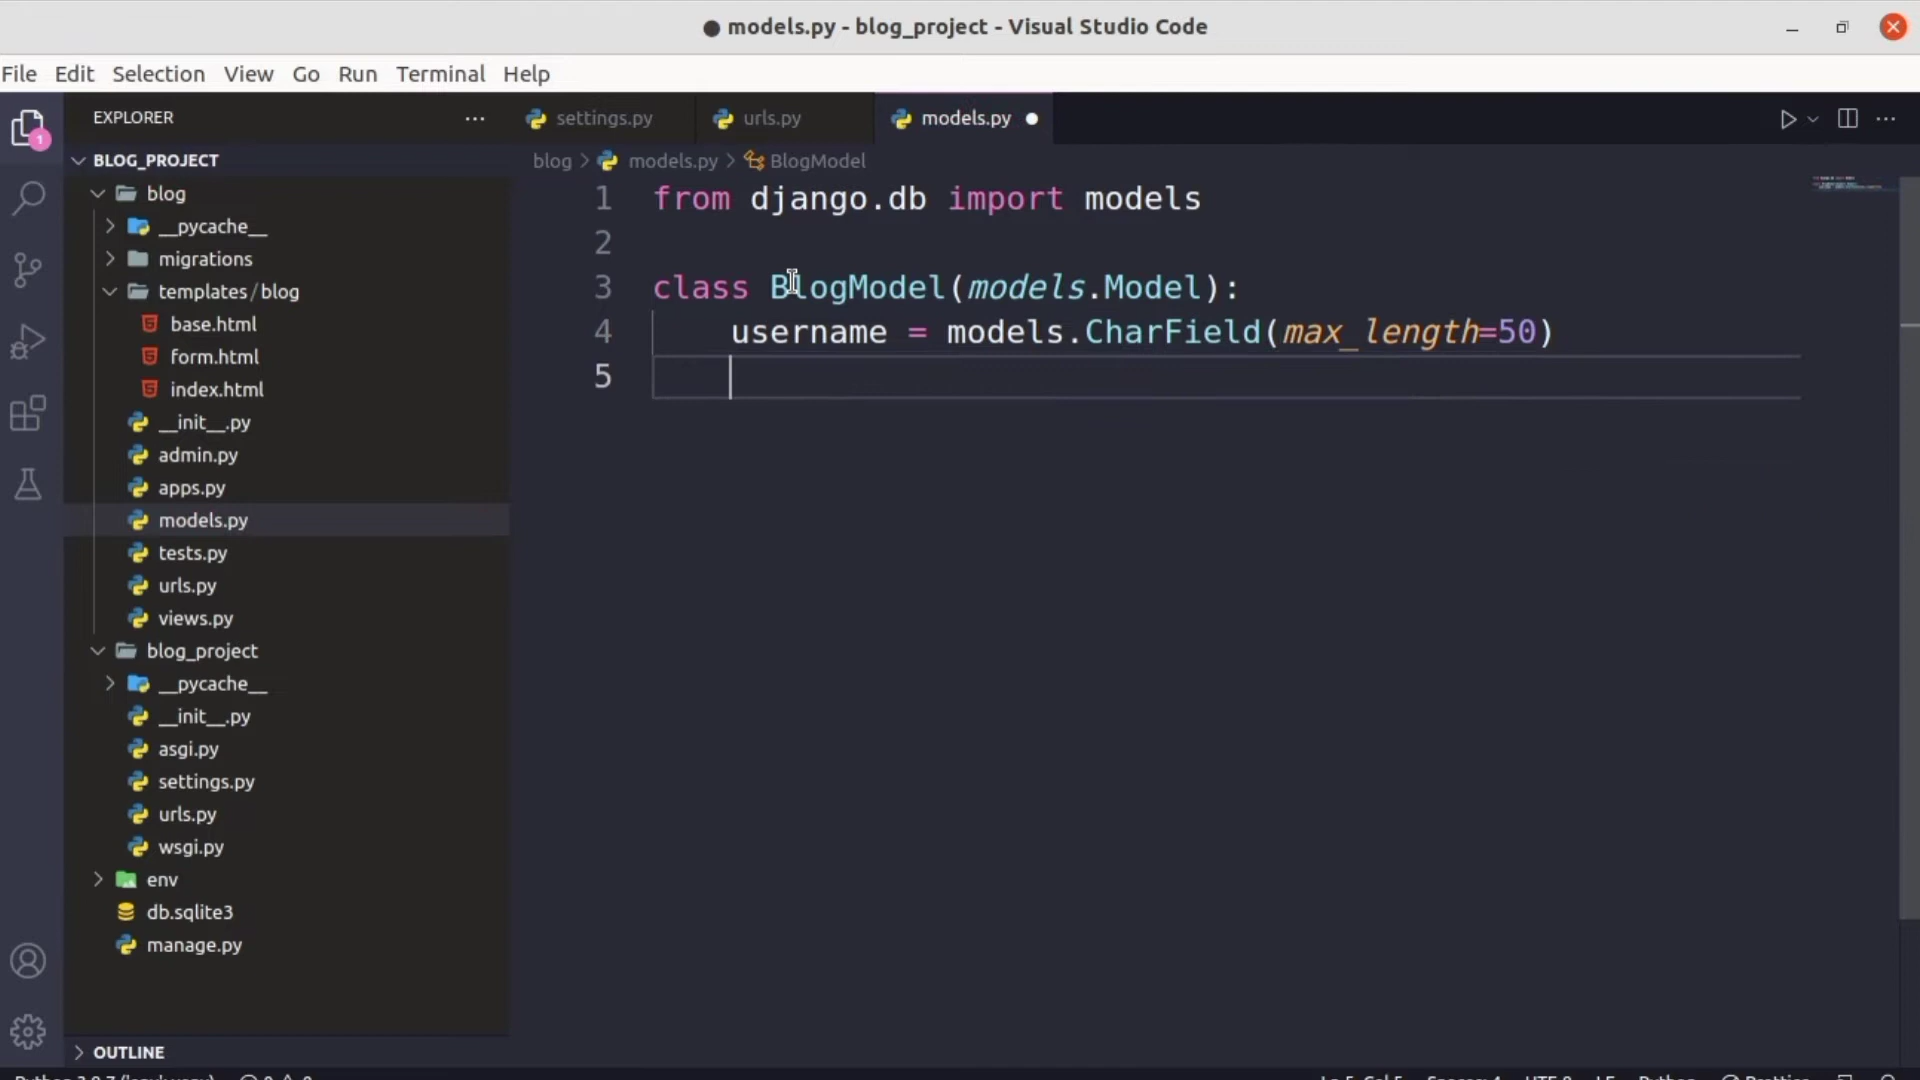 ● models.py - blog_project - Visual Studio Code
File Edit Selection View Go Run Terminal Help
EXPLORER ···
settings.py urls.py models.py ●
1
BLOG_PROJECT
blog > models.py > BlogModel
blog
__pycache__
migrations
templates/blog
base.html
form.html
index.html
__init__.py
admin.py
apps.py
models.py
tests.py
urls.py
views.py
blog_project
__pycache__
__init__.py
asgi.py
settings.py
urls.py
wsgi.py
env
db.sqlite3
manage.py
OUTLINE
1 from django.db import models
2
3 class BlogModel(models.Model):
4 username = models.CharField(max_length=50)
5